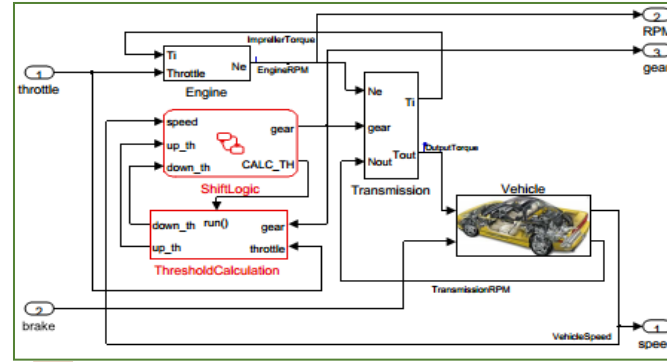 ImprellerTorque
2
RPM
Ti
Throttle
Ne
EngineRPM
Engine
3
gear
1
throttle
Ne
gear
Nout
Ti
Tout
OutputTorque
Transmission
speed
up_th
down_th
gear
CALC_TH
ShiftLogic
Vehicle
down_th
up_th
run()
gear
throttle
ThresholdCalculation
TransmissionRPM
2
brake
VehicleSpeed
1
speed